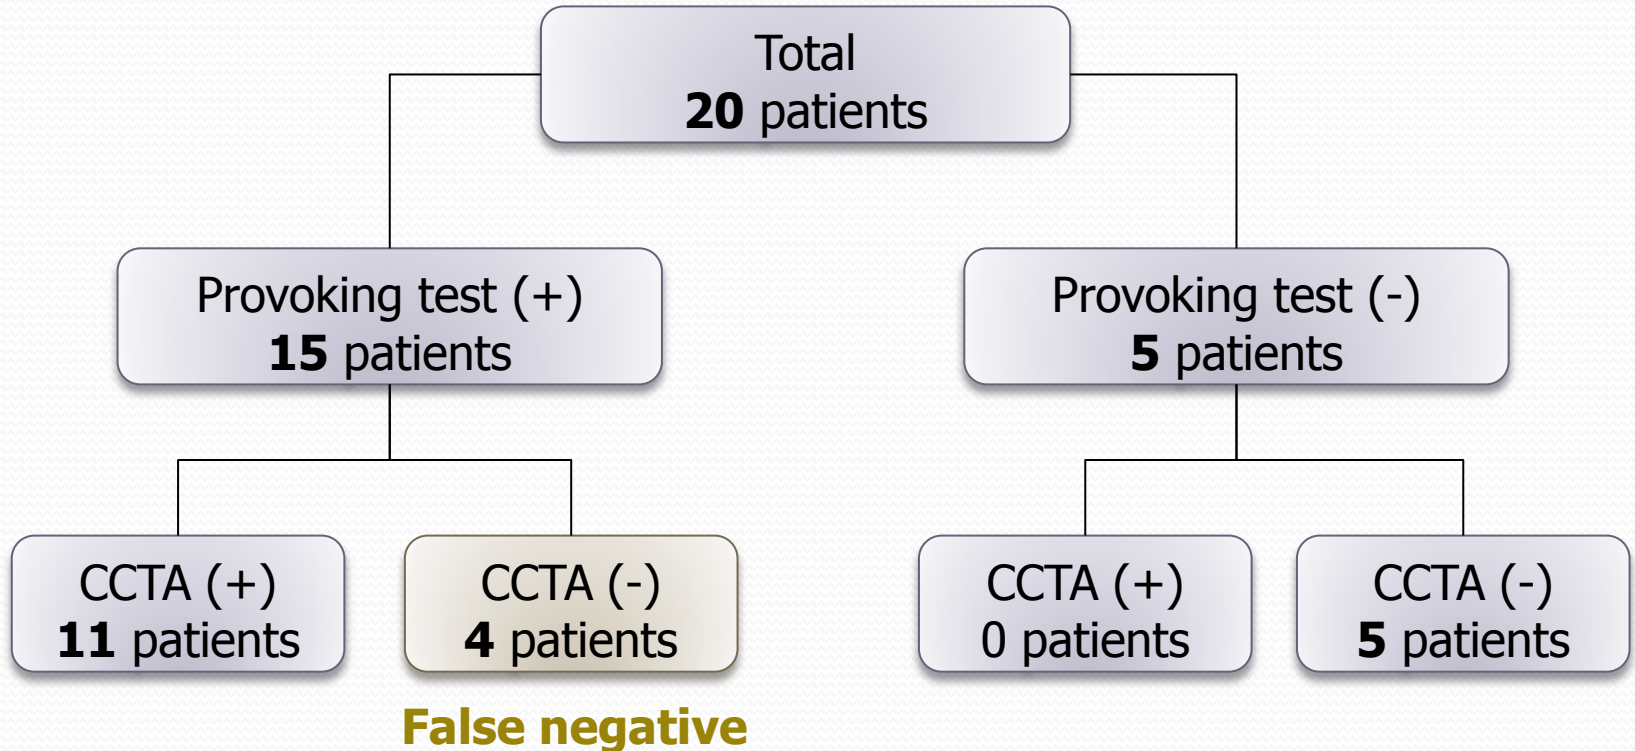 Total
20 patients
Provoking test (+)
15 patients
Provoking test (-)
5 patients
CCTA (+)
11 patients
CCTA (-)
4 patients
CCTA (+)
0 patients
CCTA (-)
5 patients
False negative